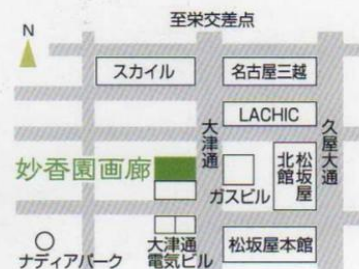 至栄交差点
N
スカイル
名古屋三越
LACHIC
大津通
久屋大通
妙香園画廊
ガスビル
松坂屋
北館
ナディアパーク
大津通
電気ビル
松坂屋本館